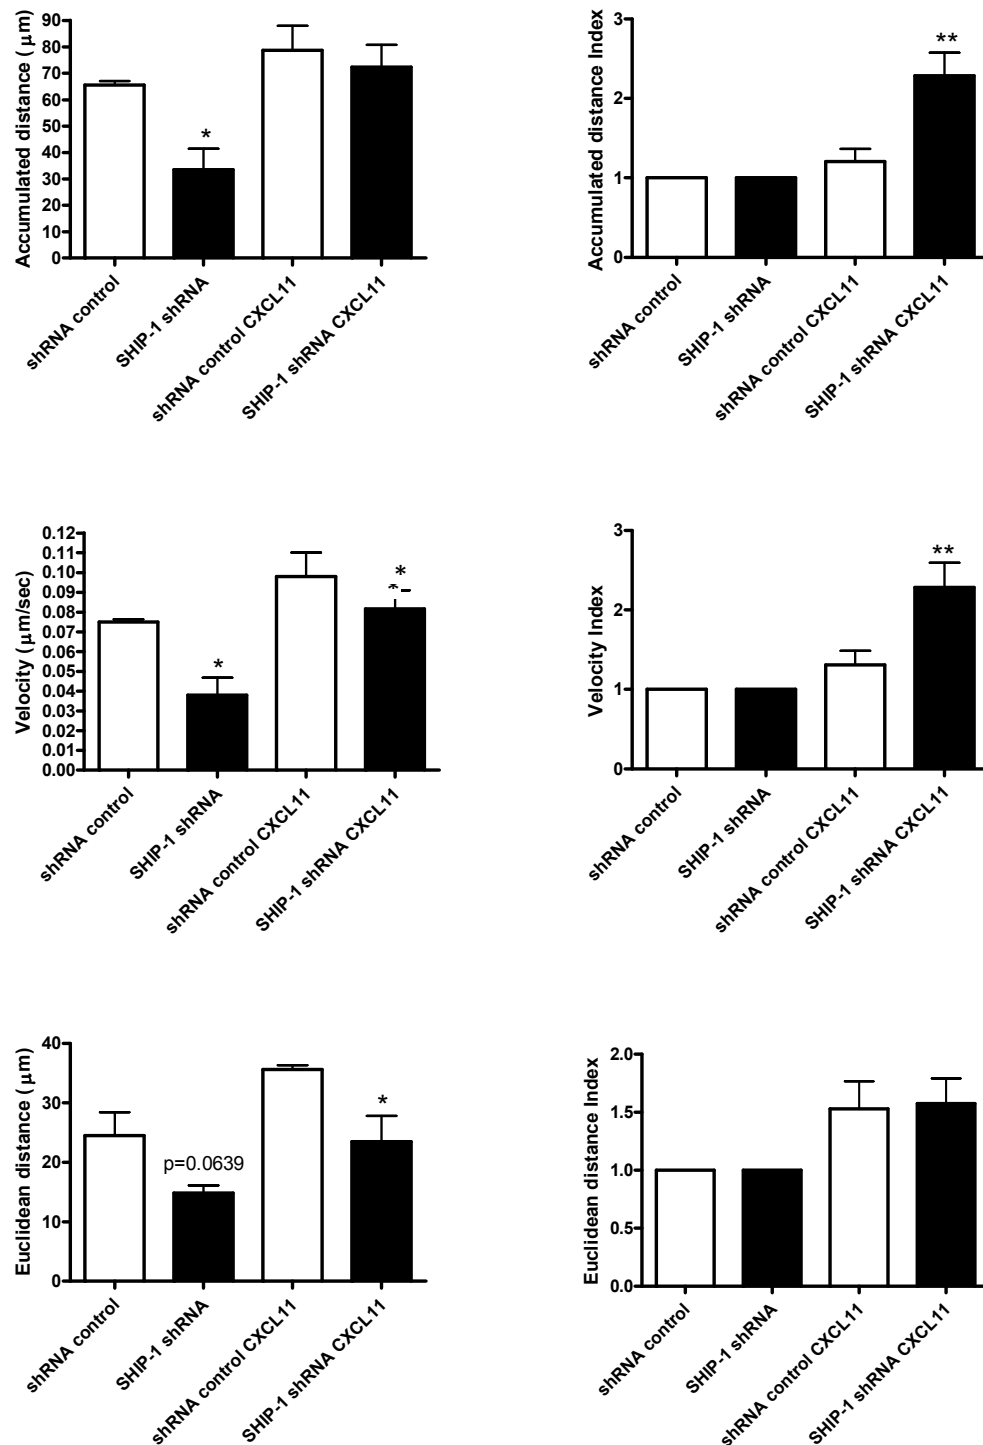 Accumulated distance ( μm)
90
80
70
60
50
40
30
20
10
0
*
shRNA control
SHIP-1 shRNA
shRNA control CXCL11
SHIP-1 shRNA CXCL11
Accumulated distance Index
3
2
1
0
**
shRNA control
SHIP-1 shRNA
shRNA control CXCL11
SHIP-1 shRNA CXCL11
Velocity (μm/sec)
0.12
0.11
0.10
0.09
0.08
0.07
0.06
0.05
0.04
0.03
0.02
0.01
0.00
*
*
shRNA control
SHIP-1 shRNA
shRNA control CXCL11
SHIP-1 shRNA CXCL11
Velocity Index
3
2
1
0
**
shRNA control
SHIP-1 shRNA
shRNA control CXCL11
SHIP-1 shRNA CXCL11
Euclidean distance ( μm)
40
30
20
10
0
p=0.0639
*
shRNA control
SHIP-1 shRNA
shRNA control CXCL11
SHIP-1 shRNA CXCL11
Euclidean distance Index
2.0
1.5
1.0
0.5
0.0
shRNA control
SHIP-1 shRNA
shRNA control CXCL11
SHIP-1 shRNA CXCL11